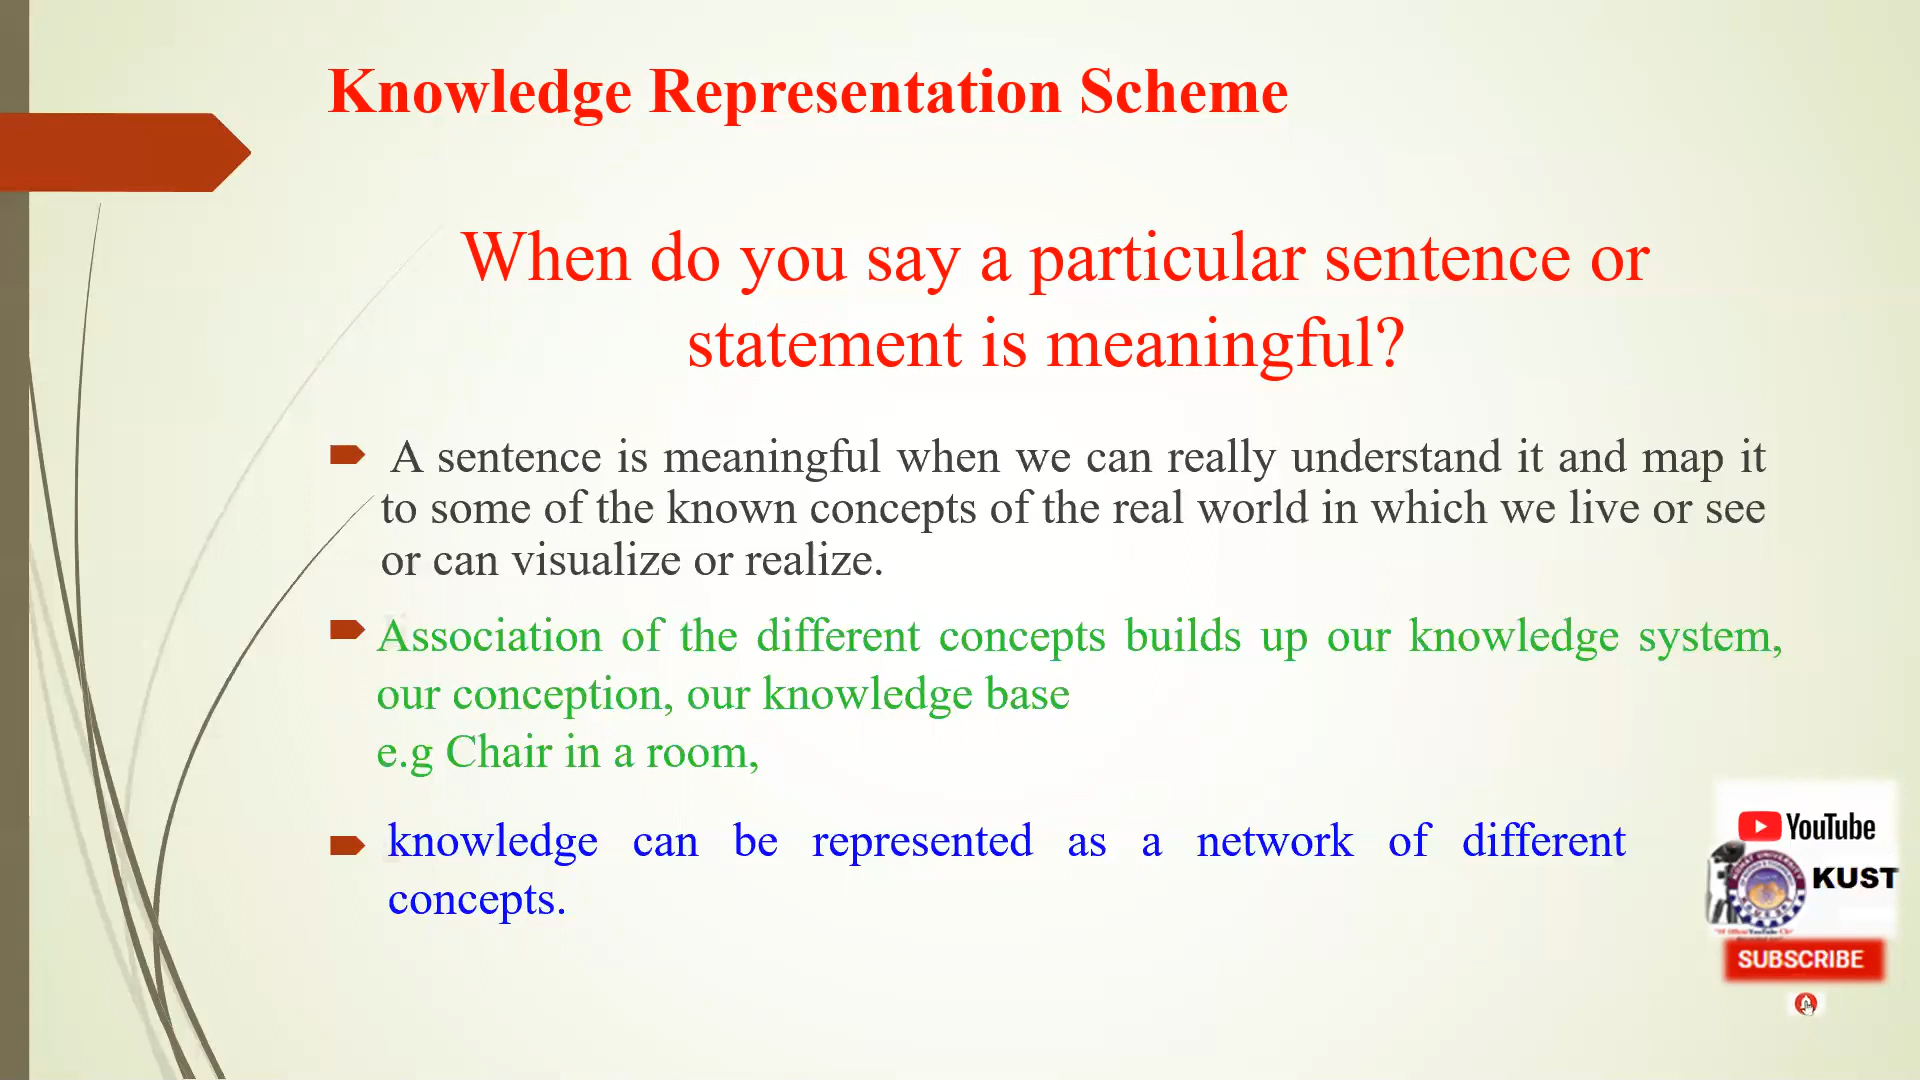 Knowledge Representation Scheme
When do you say a particular sentence or
statement is meaningful?
A sentence is meaningful when we can really understand it and map it
to some of the known concepts of the real world in which we live or see
or can visualize or realize.
Association of the different concepts builds up our knowledge system,
our conception, our knowledge base
e.g Chair in a room,
knowledge can be represented as a network of different
concepts.
YouTube
KUST
SUBSCRIBE